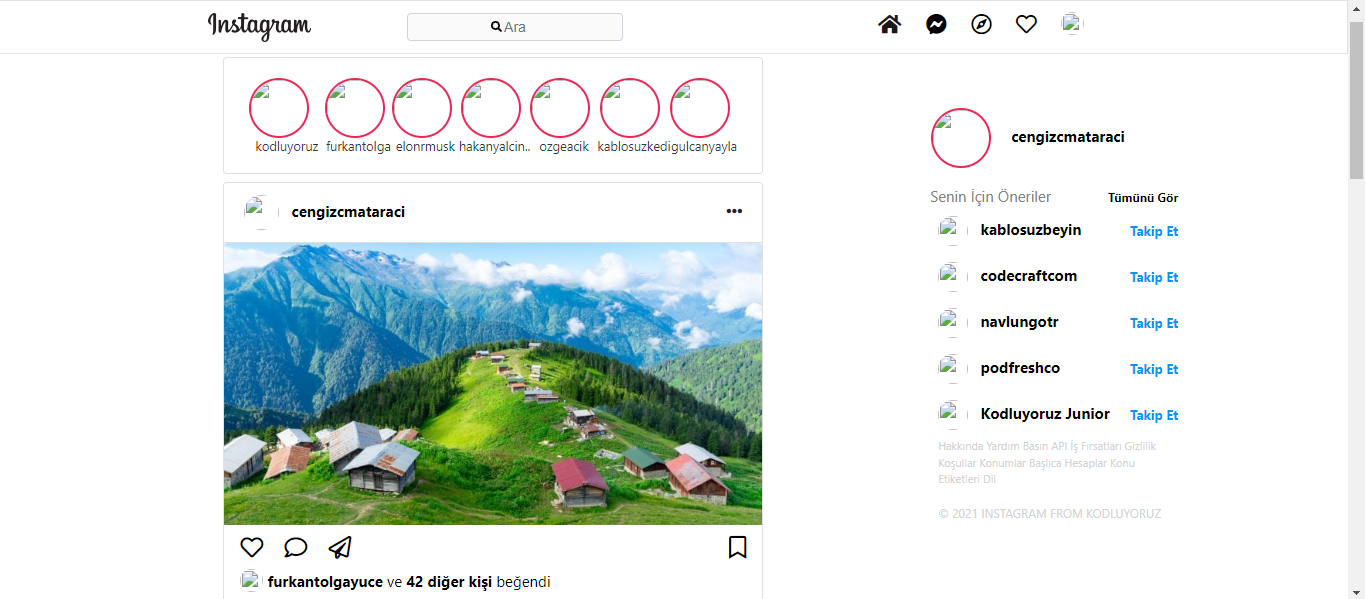 Instagram
Ara
kodluyoruz furkantolga elonrmusk hakanyalcin.. ozgeacik kablosuzkedi gulcanyayla
cengizcmataraci
cengizcmataraci
Senin İçin Öneriler Tümünü Gör
kablosuzbeyin Takip Et
codecraftcom Takip Et
navlungotr Takip Et
podfreshco Takip Et
Kodluyoruz Junior Takip Et
Hakkında Yardım Basın API İş Fırsatları Gizlilik
Koşullar Konumlar Başlıca Hesaplar Konu
Etiketleri Dil
© 2021 INSTAGRAM FROM KODLUYORUZ
furkantolgayuce ve 42 diğer kişi beğendi